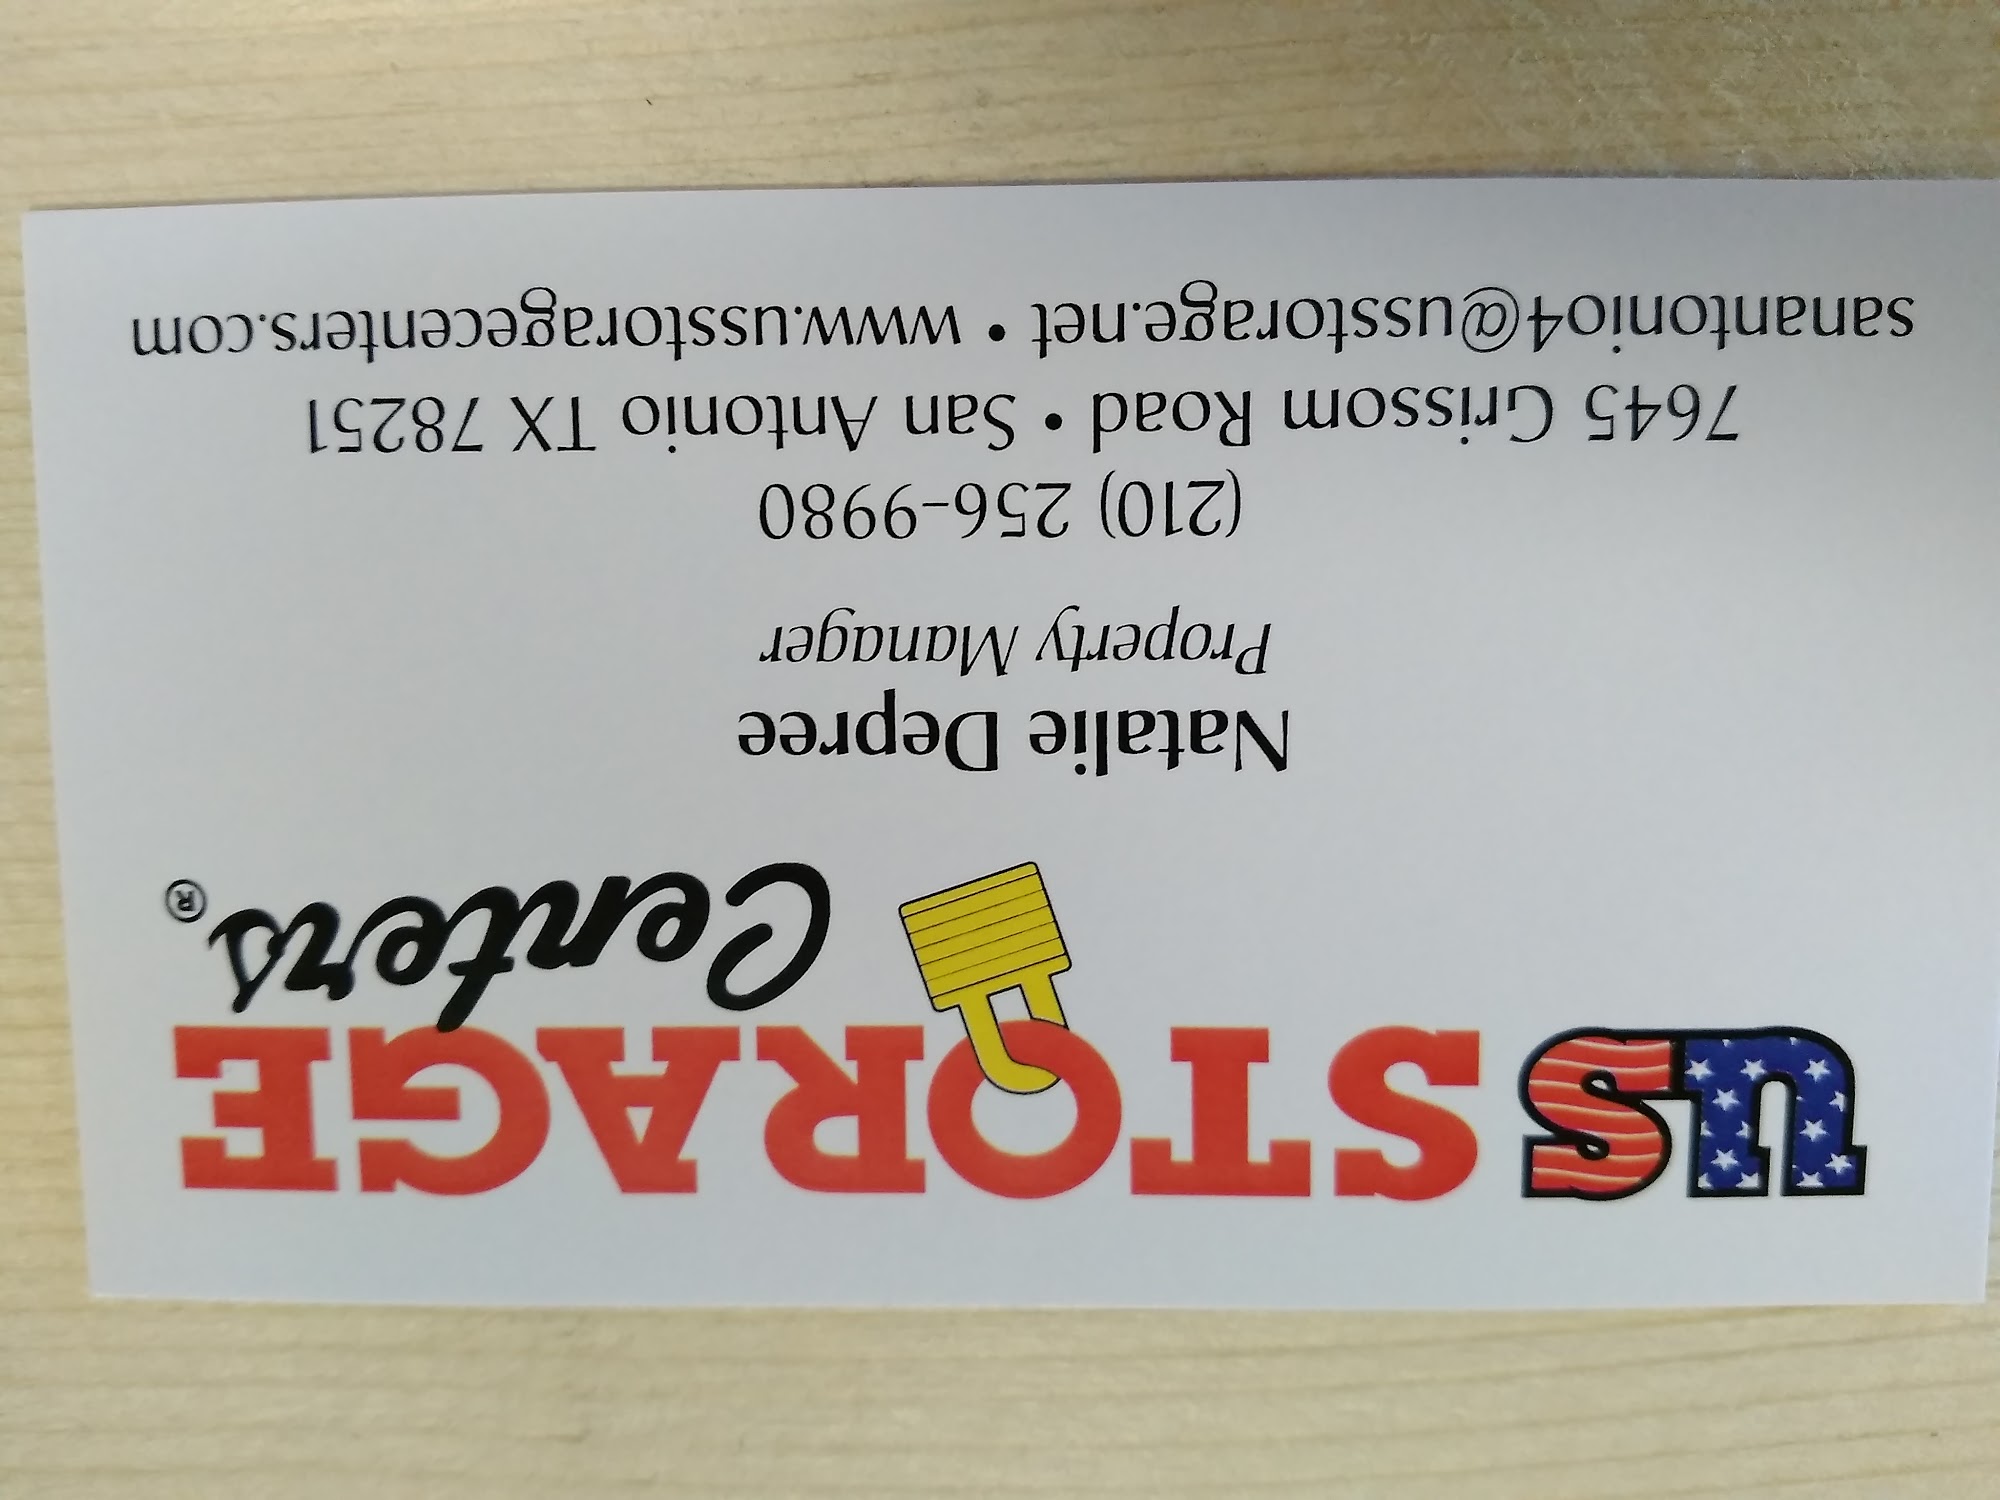 US STORAGE
Centers®
Natalie Depree
Property Manager
(210) 256-9980
7645 Grissom Road • San Antonio TX 78251
sanantonio4@usstorage.net • www.usstoragecenters.com